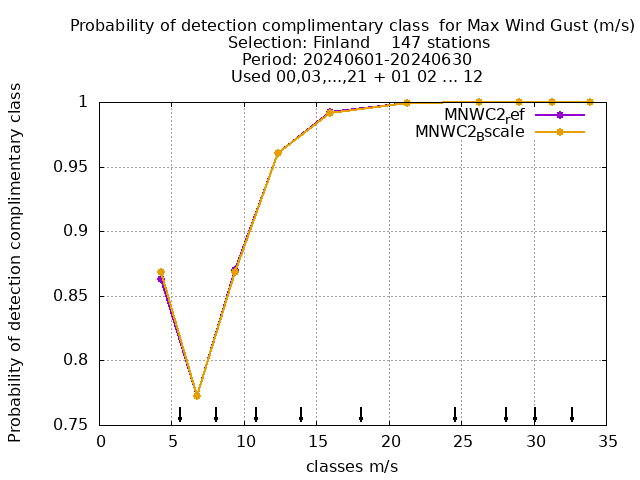 Probability of detection complimentary class  for Max Wind Gust (m/s)
Selection: Finland    147 stations
Period: 20240601-20240630
Used 00,03,...,21 + 01 02 ... 12
Probability of detection complimentary class
1
0.95
0.9
0.85
0.8
0.75
MNWC2ref
MNWC2Bscale
0 5 10 15 20 25 30 35
classes m/s